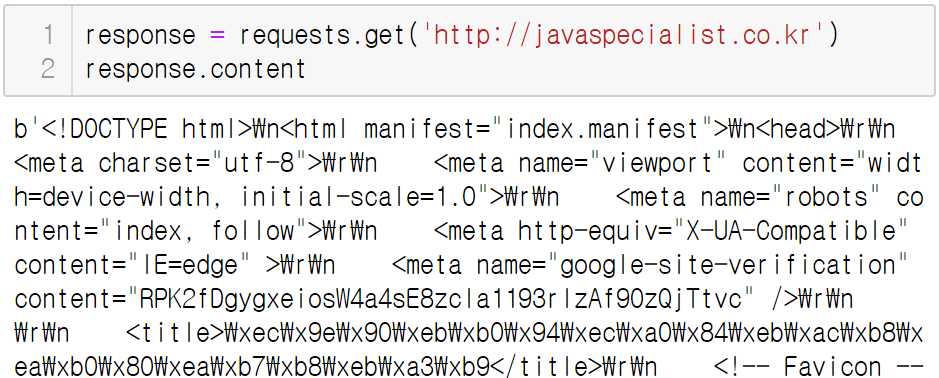 1 response = requests.get('http://javaspecialist.co.kr')
2 response.content
b'<!DOCTYPE html>₩n<html manifest="index.manifest">₩n<head>₩r₩n
<meta charset="utf-8">₩r₩n    <meta name="viewport" content="widt
h=device-width, initial-scale=1.0">₩r₩n    <meta name="robots" co
ntent="index, follow">₩r₩n    <meta http-equiv="X-UA-Compatible"
content="IE=edge" >₩r₩n    <meta name="google-site-verification"
content="RPK2fDgygxeiosW4a4sE8zcla1193rlzAf90zQjTtvc" />₩r₩n
₩r₩n    <title>₩xec₩x9e₩x90₩xeb₩xb0₩x94₩xec₩xa0₩x84₩xeb₩xac₩xb8₩x
ea₩xb0₩x80₩xea₩xb7₩xb8₩xeb₩xa3₩xb9</title>₩r₩n    <!-- Favicon --